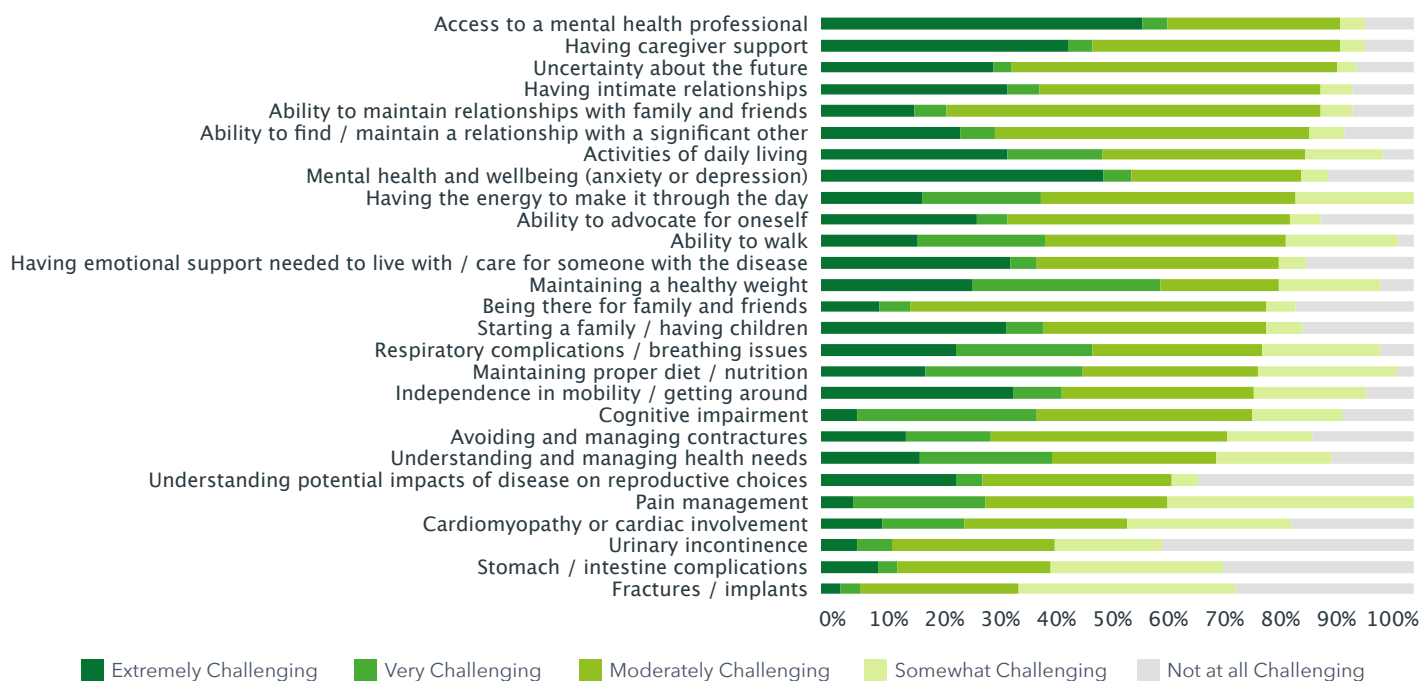 Access to a mental health professional
Having caregiver support
Uncertainty about the future
Having intimate relationships
Ability to maintain relationships with family and friends
Ability to find / maintain a relationship with a significant other
Activities of daily living
Mental health and wellbeing (anxiety or depression)
Having the energy to make it through the day
Ability to advocate for oneself
Ability to walk
Having emotional support needed to live with / care for someone with the disease
Maintaining a healthy weight
Being there for family and friends
Starting a family / having children
Respiratory complications / breathing issues
Maintaining proper diet / nutrition
Independence in mobility / getting around
Cognitive impairment
Avoiding and managing contractures
Understanding and managing health needs
Understanding potential impacts of disease on reproductive choices
Pain management
Cardiomyopathy or cardiac involvement
Urinary incontinence
Stomach / intestine complications
Fractures / implants
0% 10% 20% 30% 40% 50% 60% 70% 80% 90% 100%
Extremely Challenging Very Challenging Moderately Challenging Somewhat Challenging Not at all Challenging